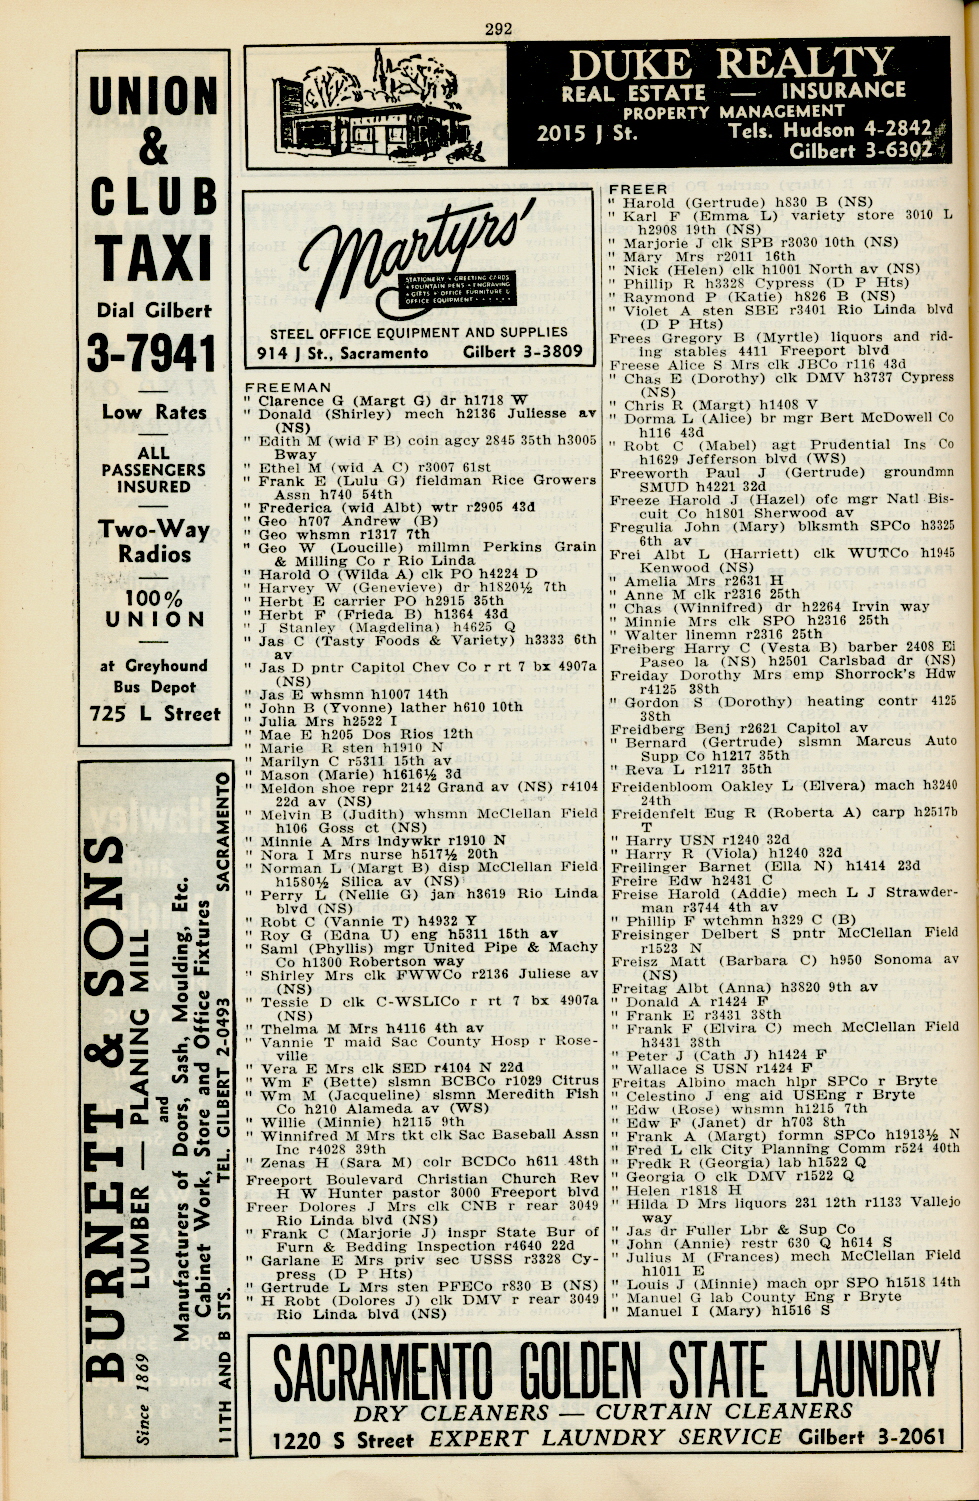 292
UNION
&
CLUB
TAXI
Dial Gilbert
3-7941
Low Rates
ALL
PASSENGERS
INSURED
Two-Way
Radios
100%
UNION
at Greyhound
Bus Depot
725 L Street
BURNETT & SONS
Since 1869 LUMBER — PLANING MILL
and
Manufacturers of Doors, Sash, Moulding, Etc.
Cabinet Work, Store and Office Fixtures
11TH AND B STS. TEL. GILBERT 2-0493 SACRAMENTO
DUKE REALTY
REAL ESTATE — INSURANCE
PROPERTY MANAGEMENT
2015 J St. Tels. Hudson 4-2842
Gilbert 3-6302
Martyrs'
STATIONERY • GREETING CARDS
• FOUNTAIN PENS • ENGRAVING
• GIFTS • OFFICE FURNITURE &
OFFICE EQUIPMENT
STEEL OFFICE EQUIPMENT AND SUPPLIES
914 J St., Sacramento Gilbert 3-3809
FREEMAN
" Clarence G (Margt G) dr h1718 W
" Donald (Shirley) mech h2136 Juliesse av
(NS)
" Edith M (wid F B) coin agcy 2845 35th h3005
Bway
" Ethel M (wid A C) r3007 61st
" Frank E (Lulu G) fieldman Rice Growers
Assn h740 54th
" Frederica (wid Albt) wtr r2905 43d
" Geo h707 Andrew (B)
" Geo whsmn r1317 7th
" Geo W (Loucille) millmn Perkins Grain
& Milling Co r Rio Linda
" Harold O (Wilda A) clk PO h4224 D
" Harvey W (Genevieve) dr h1820½ 7th
" Herbt E carrier PO h2915 35th
" Herbt F (Frieda B) h1364 43d
" J Stanley (Magdelina) h4625 Q
" Jas C (Tasty Foods & Variety) h3333 6th
av
" Jas D pntr Capitol Chev Co r rt 7 bx 4907a
(NS)
" Jas E whsmn h1007 14th
" John B (Yvonne) lather h610 10th
" Julia Mrs h2522 I
" Mae E h205 Dos Rios 12th
" Marie R sten h1910 N
" Marilyn C r5311 15th av
" Mason (Marie) h1616½ 3d
" Meldon shoe repr 2142 Grand av (NS) r4104
22d av (NS)
" Melvin B (Judith) whsmn McClellan Field
h106 Goss ct (NS)
" Minnie A Mrs lndywkr r1910 N
" Nora I Mrs nurse h517½ 20th
" Norman L (Margt B) disp McClellan Field
h1580½ Silica av (NS)
" Perry L (Nellie G) jan h3619 Rio Linda
blvd (NS)
" Robt C (Vannie T) h4932 Y
" Roy G (Edna U) eng h5311 15th av
" Saml (Phyllis) mgr United Pipe & Machy
Co h1300 Robertson way
" Shirley Mrs clk FWWCo r2136 Juliese av
(NS)
" Tessie D clk C-WSLICo r rt 7 bx 4907a
(NS)
" Thelma M Mrs h4116 4th av
" Vannie T maid Sac County Hosp r Rose-
ville
" Vera E Mrs clk SED r4104 N 22d
" Wm F (Bette) slsmn BCBCo r1029 Citrus
" Wm M (Jacqueline) slsmn Meredith Fish
Co h210 Alameda av (WS)
" Willie (Minnie) h2115 9th
" Winnifred M Mrs tkt clk Sac Baseball Assn
Inc r4028 39th
" Zenas H (Sara M) colr BCDCo h611 48th
Freeport Boulevard Christian Church Rev
H W Hunter pastor 3000 Freeport blvd
Freer Dolores J Mrs clk CNB r rear 3049
Rio Linda blvd (NS)
" Frank C (Marjorie J) inspr State Bur of
Furn & Bedding Inspection r4640 22d
" Garlane E Mrs priv sec USSS r3328 Cy-
press (D P Hts)
" Gertrude L Mrs sten PFECo r830 B (NS)
" H Robt (Dolores J) clk DMV r rear 3049
Rio Linda blvd (NS)
FREER
" Harold (Gertrude) h830 B (NS)
" Karl F (Emma L) variety store 3010 L
h2908 19th (NS)
" Marjorie J clk SPB r3030 10th (NS)
" Mary Mrs r2011 16th
" Nick (Helen) clk h1001 North av (NS)
" Phillip R h3328 Cypress (D P Hts)
" Raymond P (Katie) h826 B (NS)
" Violet A sten SBE r3401 Rio Linda blvd
(D P Hts)
Frees Gregory B (Myrtle) liquors and rid-
ing stables 4411 Freeport blvd
Freese Alice S Mrs clk JBCo r116 43d
" Chas E (Dorothy) clk DMV h3737 Cypress
(NS)
" Chris R (Margt) h1408 V
" Dorma L (Alice) br mgr Bert McDowell Co
h116 43d
" Robt C (Mabel) agt Prudential Ins Co
h1629 Jefferson blvd (WS)
Freeworth Paul J (Gertrude) groundmn
SMUD h4221 32d
Freeze Harold J (Hazel) ofc mgr Natl Bis-
cuit Co h1801 Sherwood av
Fregulia John (Mary) blksmth SPCo h3325
6th av
Frei Albt L (Harriett) clk WUTCo h1945
Kenwood (NS)
" Amelia Mrs r2631 H
" Anne M clk r2316 25th
" Chas (Winnifred) dr h2264 Irvin way
" Minnie Mrs clk SPO h2316 25th
" Walter linemn r2316 25th
Freiberg Harry C (Vesta B) barber 2408 El
Paseo la (NS) h2501 Carlsbad dr (NS)
Freiday Dorothy Mrs emp Shorrock's Hdw
r4125 38th
" Gordon S (Dorothy) heating contr 4125
38th
Freidberg Benj r2621 Capitol av
" Bernard (Gertrude) slsmn Marcus Auto
Supp Co h1217 35th
" Reva L r1217 35th
Freidenbloom Oakley L (Elvera) mach h3240
24th
Freidenfelt Eug R (Roberta A) carp h2517b
T
" Harry USN r1240 32d
" Harry R (Viola) h1240 32d
Freilinger Barnet (Ella N) h1414 23d
Freire Edw h2431 C
Freise Harold (Addie) mech L J Strawder-
man r3744 4th av
" Phillip F wtchmn h329 C (B)
Freisinger Delbert S pntr McClellan Field
r1523 N
Freisz Matt (Barbara C) h950 Sonoma av
(NS)
Freitag Albt (Anna) h3820 9th av
" Donald A r1424 F
" Frank E r3431 38th
" Frank F (Elvira C) mech McClellan Field
h3431 38th
" Peter J (Cath J) h1424 F
" Wallace S USN r1424 F
Freitas Albino mach hlpr SPCo r Bryte
" Celestino J eng aid USEng r Bryte
" Edw (Rose) whsmn h1215 7th
" Edw F (Janet) dr h703 8th
" Frank A (Margt) formn SPCo h1913½ N
" Fred L clk City Planning Comm r524 40th
" Fredk R (Georgia) lab h1522 Q
" Georgia O clk DMV r1522 Q
" Helen r1818 H
" Hilda D Mrs liquors 231 12th r1133 Vallejo
way
" Jas dr Fuller Lbr & Sup Co
" John (Annie) restr 630 Q h614 S
" Julius M (Frances) mech McClellan Field
h1011 E
" Louis J (Minnie) mach opr SPO h1518 14th
" Manuel G lab County Eng r Bryte
" Manuel I (Mary) h1516 S
SACRAMENTO GOLDEN STATE LAUNDRY
DRY CLEANERS — CURTAIN CLEANERS
1220 S Street EXPERT LAUNDRY SERVICE Gilbert 3-2061